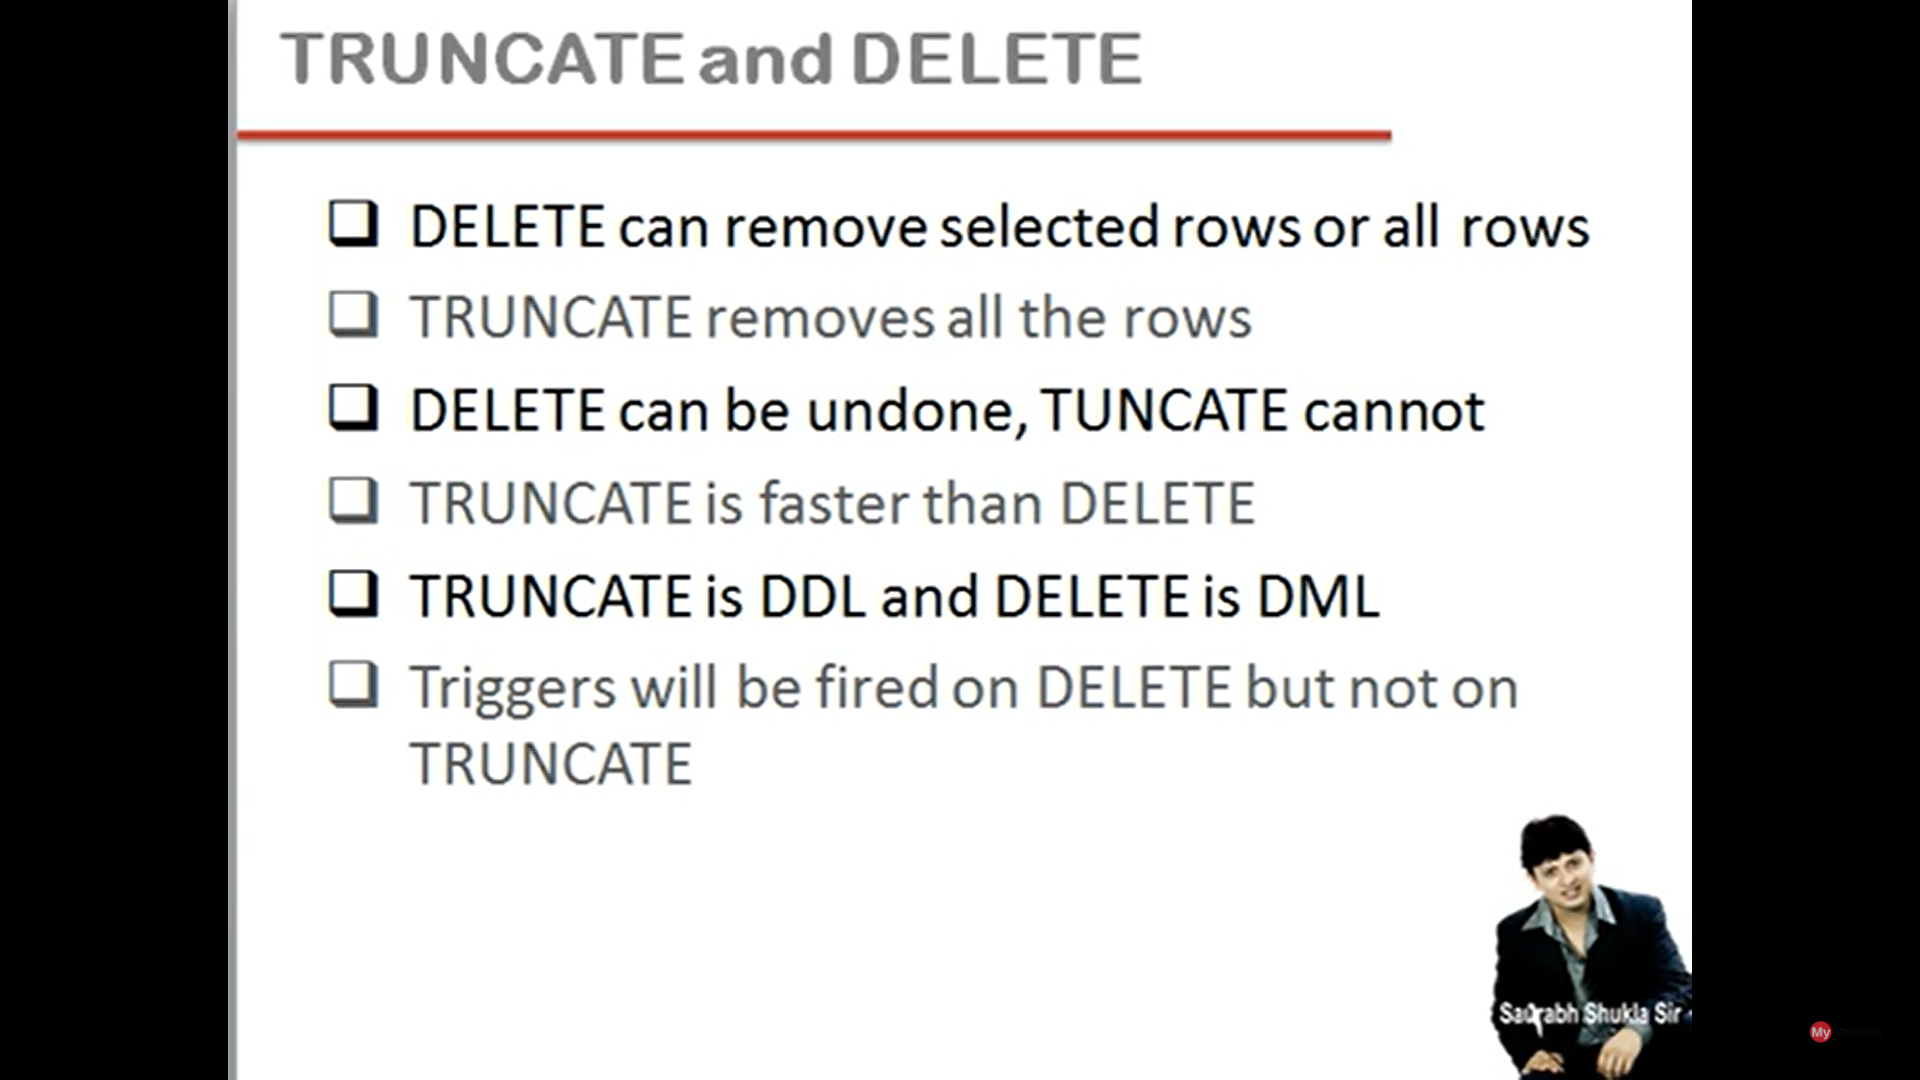 TRUNCATE and DELETE
DELETE can remove selected rows or all rows
TRUNCATE removes all the rows
DELETE can be undone, TUNCATE cannot
TRUNCATE is faster than DELETE
TRUNCATE is DDL and DELETE is DML
Triggers will be fired on DELETE but not on
TRUNCATE
Saurabh Shukla Sir
My